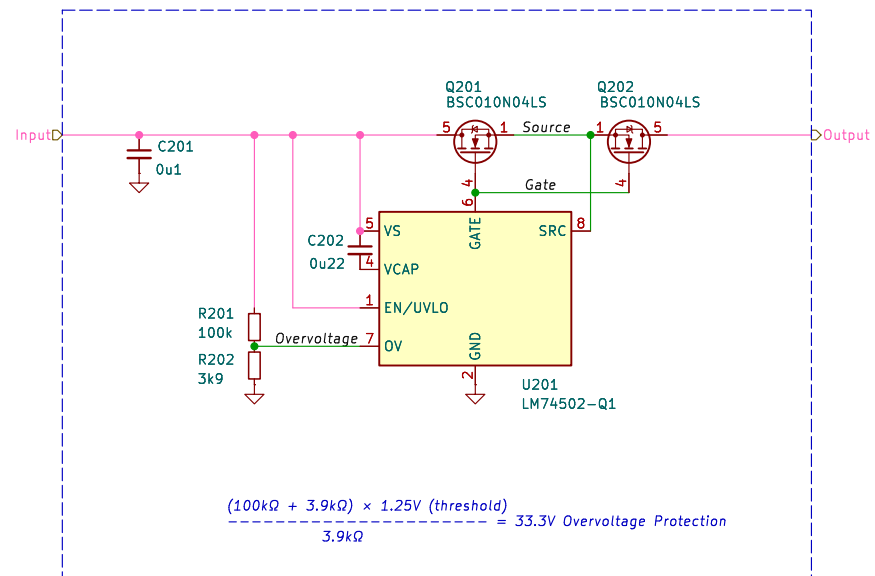 Q201
BSC010N04LS
Q202
BSC010N04LS
Input
5
1
Source
1
5
Output
C201
0u1
4
Gate
4
6
5
VS
GATE
SRC
8
C202
0u22
4
VCAP
1
EN/UVLO
R201
100k
Overvoltage
7
OV
GND
R202
3k9
2
U201
LM74502-Q1
(100kΩ + 3.9kΩ) × 1.25V (threshold)
--------------------- = 33.3V Overvoltage Protection
3.9kΩ